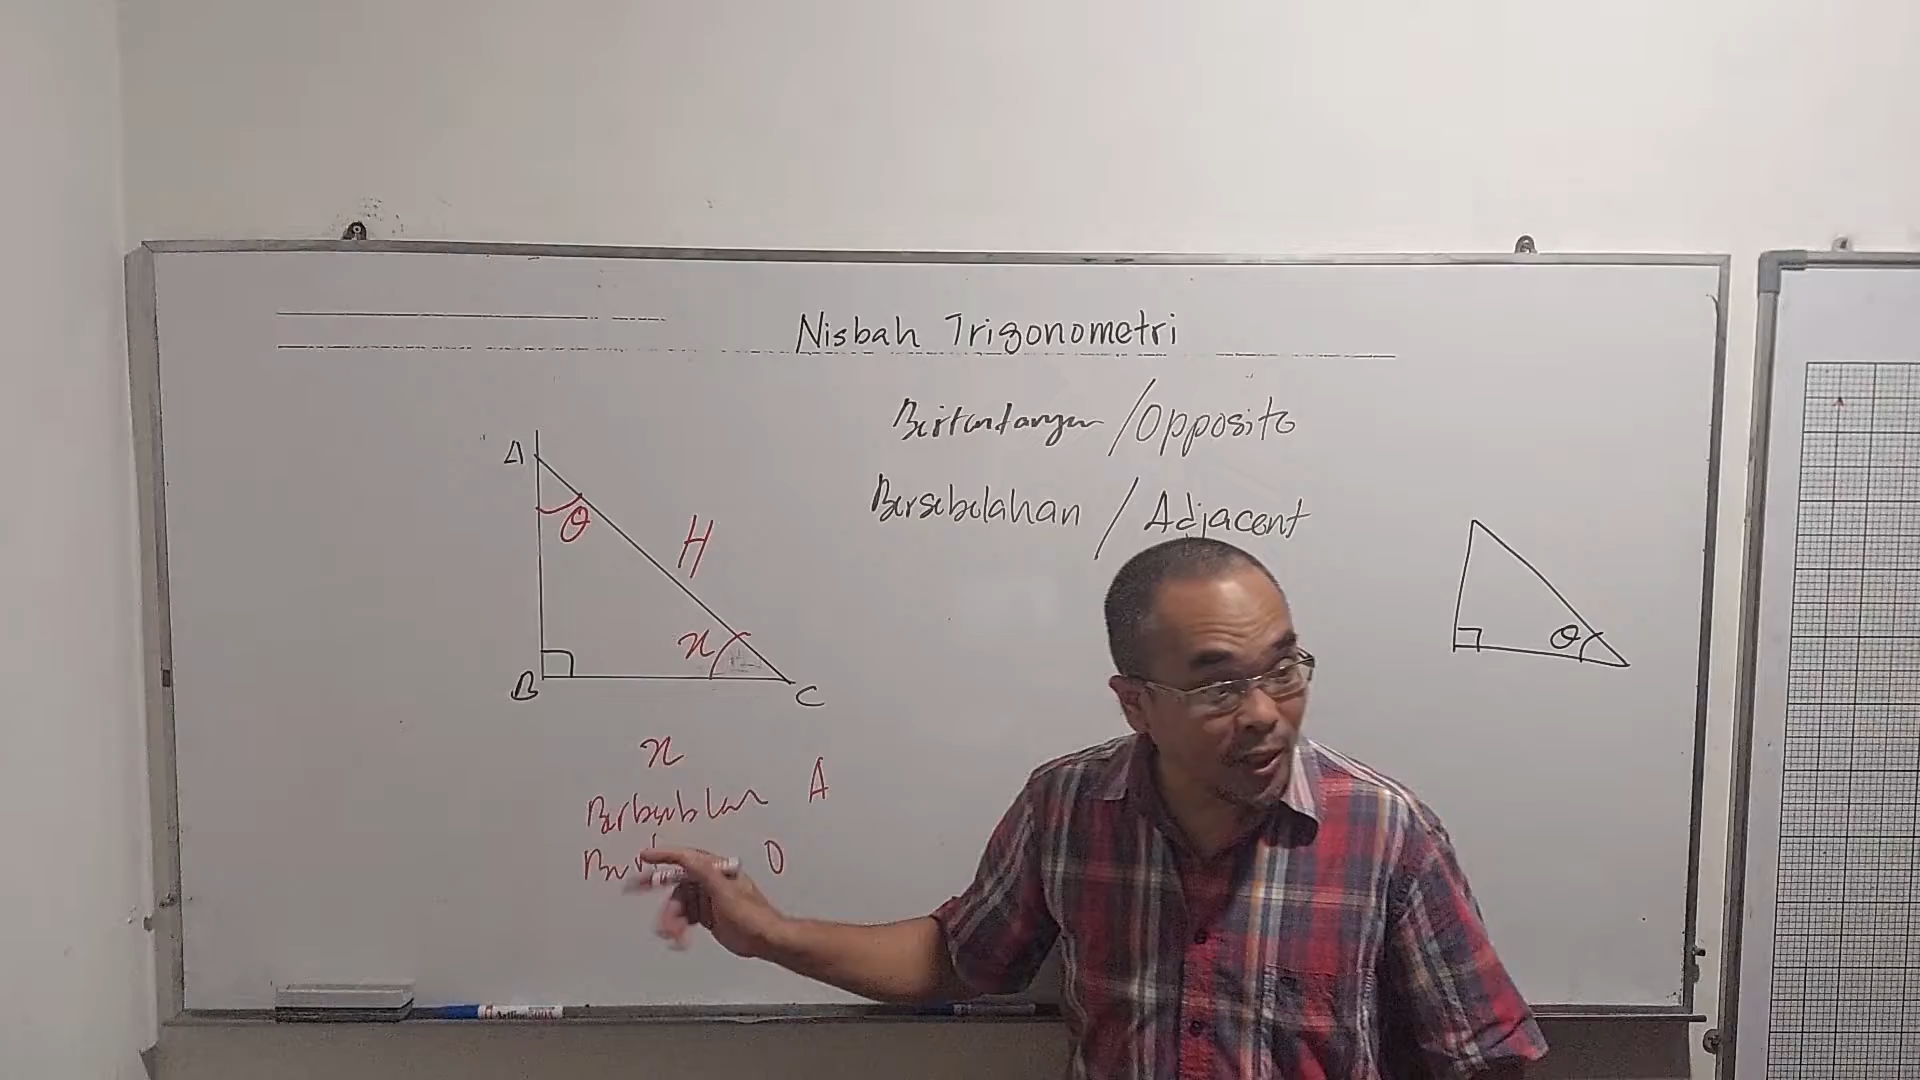 Nisbah Trigonometri
Bertentangan / Opposite
Bersebelahan / Adjacent
A
θ
H
x
B
C
θ
x
A
O